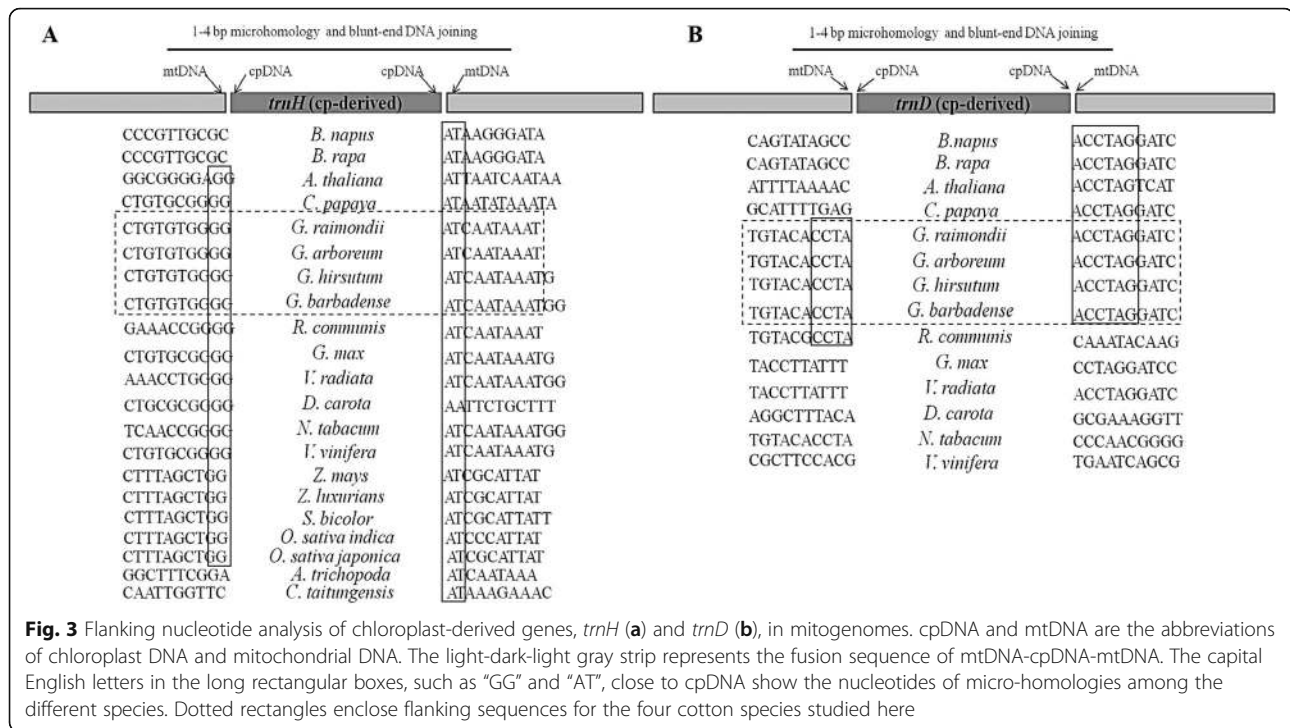 A
1-4 bp microhomology and blunt-end DNA joining
mtDNA cpDNA cpDNA mtDNA
trnH (cp-derived)
CCCGTTGCGC B. napus ATAAGGGATA
CCCGTTGCGC B. rapa ATAAGGGATA
GGCGGGGAGG A. thaliana ATTAATCAATAA
CTGTGCGGGG C. papaya ATAATATAAATA
CTGTGTGGGG G. raimondii ATCAATAAAT
CTGTGTGGGG G. arboreum ATCAATAAAT
CTGTGTGGGG G. hirsutum ATCAATAAATG
CTGTGTGGGG G. barbadense ATCAATAAATGG
GAAACCGGGG R. communis ATCAATAAAT
CTGTGCGGGG G. max ATCAATAAATG
AAACCTGGGG V. radiata ATCAATAAATGG
CTGCGCGGGG D. carota AATTCTGCTTT
TCAACCGGGG N. tabacum ATCAATAAATGG
CTGTGCGGGG V. vinifera ATCAATAAATG
CTTTAGCTGG Z. mays ATCGCATTAT
CTTTAGCTGG Z. luxurians ATCGCATTAT
CTTTAGCTGG S. bicolor ATCGCATTATT
CTTTAGCTGG O. sativa indica ATCCCATTAT
CTTTAGCTGG O. sativa japonica ATCGCATTAT
GGCTTTCGGA A. trichopoda ATCAATAAA
CAATTGGTTC C. taitungensis ATAAAGAAAC
B
1-4 bp microhomology and blunt-end DNA joining
mtDNA cpDNA cpDNA mtDNA
trnD (cp-derived)
CAGTATAGCC B.napus ACCTAGGATC
CAGTATAGCC B. rapa ACCTAGGATC
ATTTTAAAAC A. thaliana ACCTAGTCAT
GCATTTTGAG C. papaya ACCTAGGATC
TGTACACCTA G. raimondii ACCTAGGATC
TGTACACCTA G. arboreum ACCTAGGATC
TGTACACCTA G. hirsutum ACCTAGGATC
TGTACACCTA G. barbadense ACCTAGGATC
TGTACGCCTA R. communis CAAATACAAG
TACCTTATTT G. max CCTAGGATCC
TACCTTATTT V. radiata ACCTAGGATC
AGGCTTTACA D. carota GCGAAAGGTT
TGTACACCTA N. tabacum CCCAACGGGG
CGCTTCCACG V. vinifera TGAATCAGCG
Fig. 3 Flanking nucleotide analysis of chloroplast-derived genes, trnH (a) and trnD (b), in mitogenomes. cpDNA and mtDNA are the abbreviations
of chloroplast DNA and mitochondrial DNA. The light-dark-light gray strip represents the fusion sequence of mtDNA-cpDNA-mtDNA. The capital
English letters in the long rectangular boxes, such as "GG" and "AT", close to cpDNA show the nucleotides of micro-homologies among the
different species. Dotted rectangles enclose flanking sequences for the four cotton species studied here